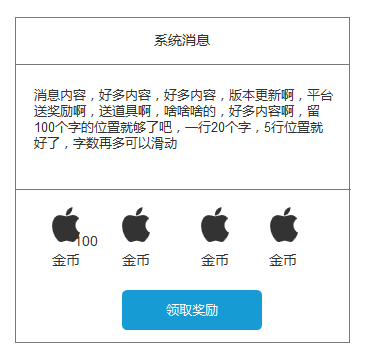 系统消息
消息内容，好多内容，好多内容，版本更新啊，平台
送奖励啊，送道具啊，啥啥啥的，好多内容啊，留
100个字的位置就够了吧，一行20个字，5行位置就
好了，字数再多可以滑动
100
金币 金币 金币 金币
领取奖励